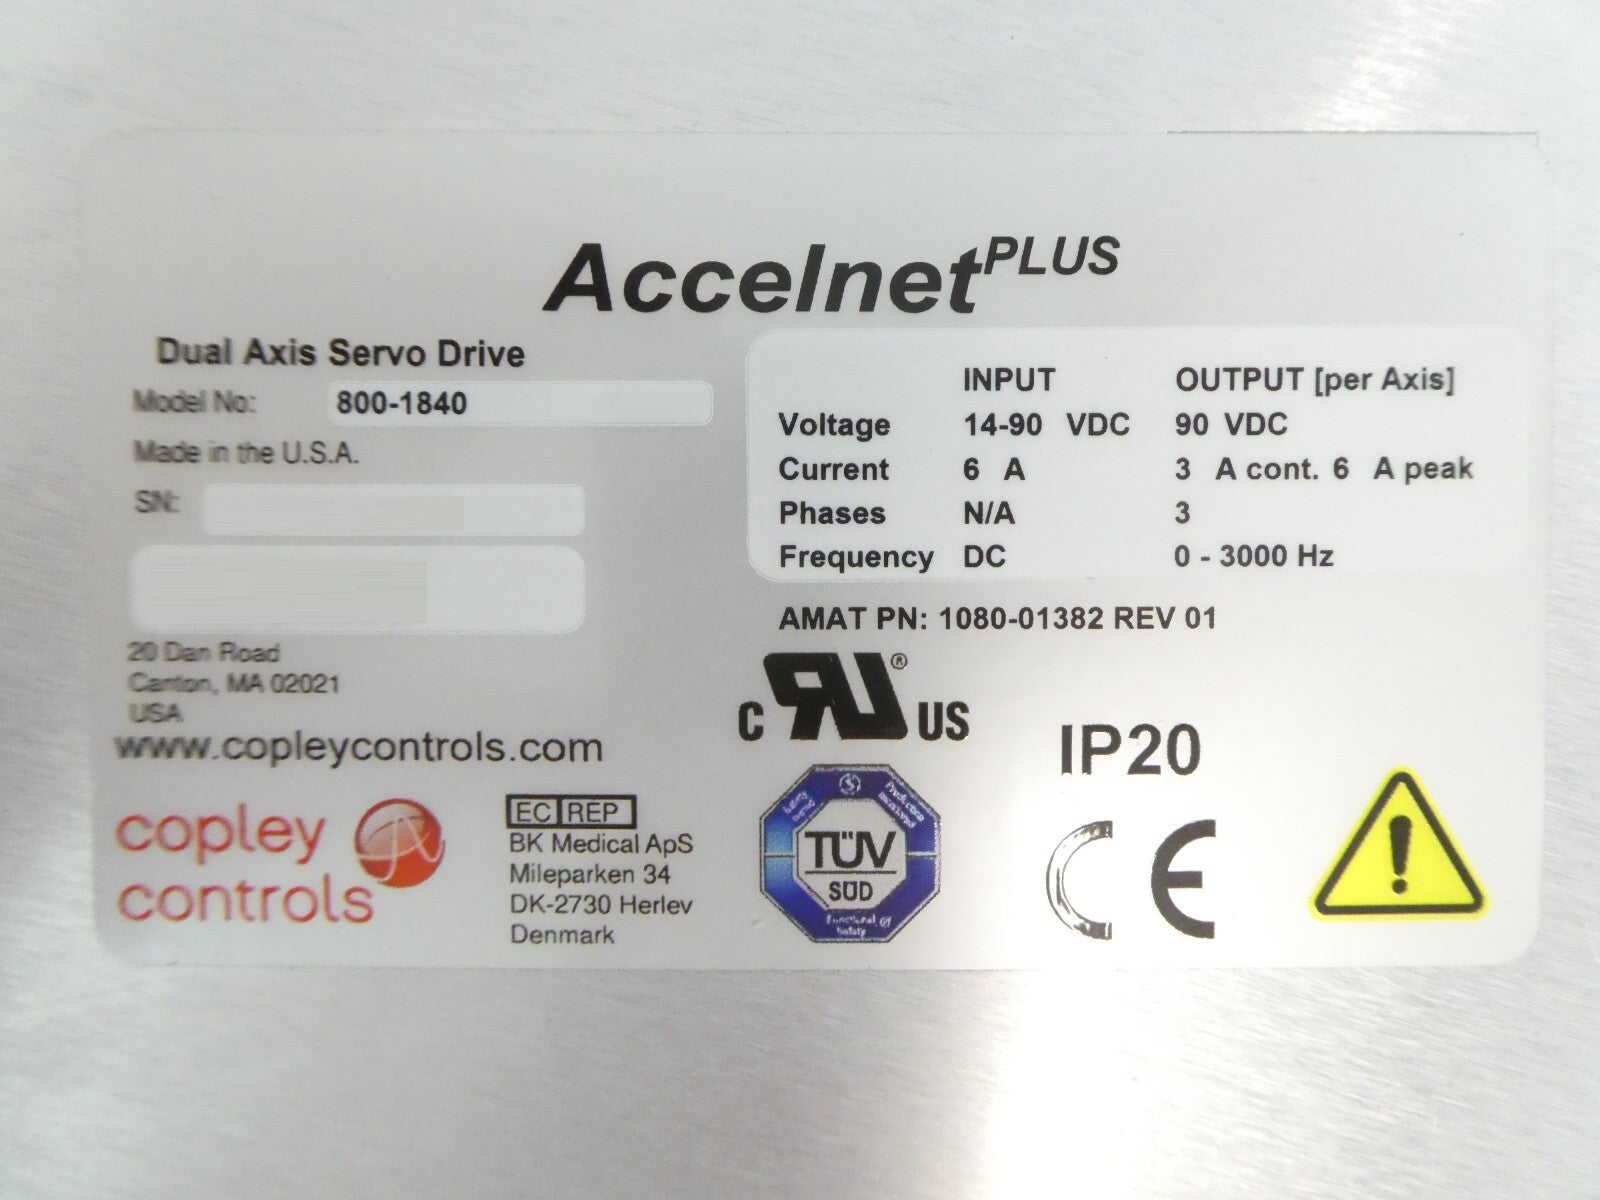 Accelnet PLUS
Dual Axis Servo Drive
Model No: 800-1840
Made in the U.S.A.
SN:
20 Dan Road
Canton, MA 02021
USA
www.copleycontrols.com
copley
controls
EC REP
BK Medical ApS
Mileparken 34
DK-2730 Herlev
Denmark
INPUT OUTPUT [per Axis]
Voltage 14-90 VDC 90 VDC
Current 6 A 3 A cont. 6 A peak
Phases N/A 3
Frequency DC 0 - 3000 Hz
AMAT PN: 1080-01382 REV 01
C RU ® US
IP20
TÜV
SÜD
Functional
Safety
CE
!